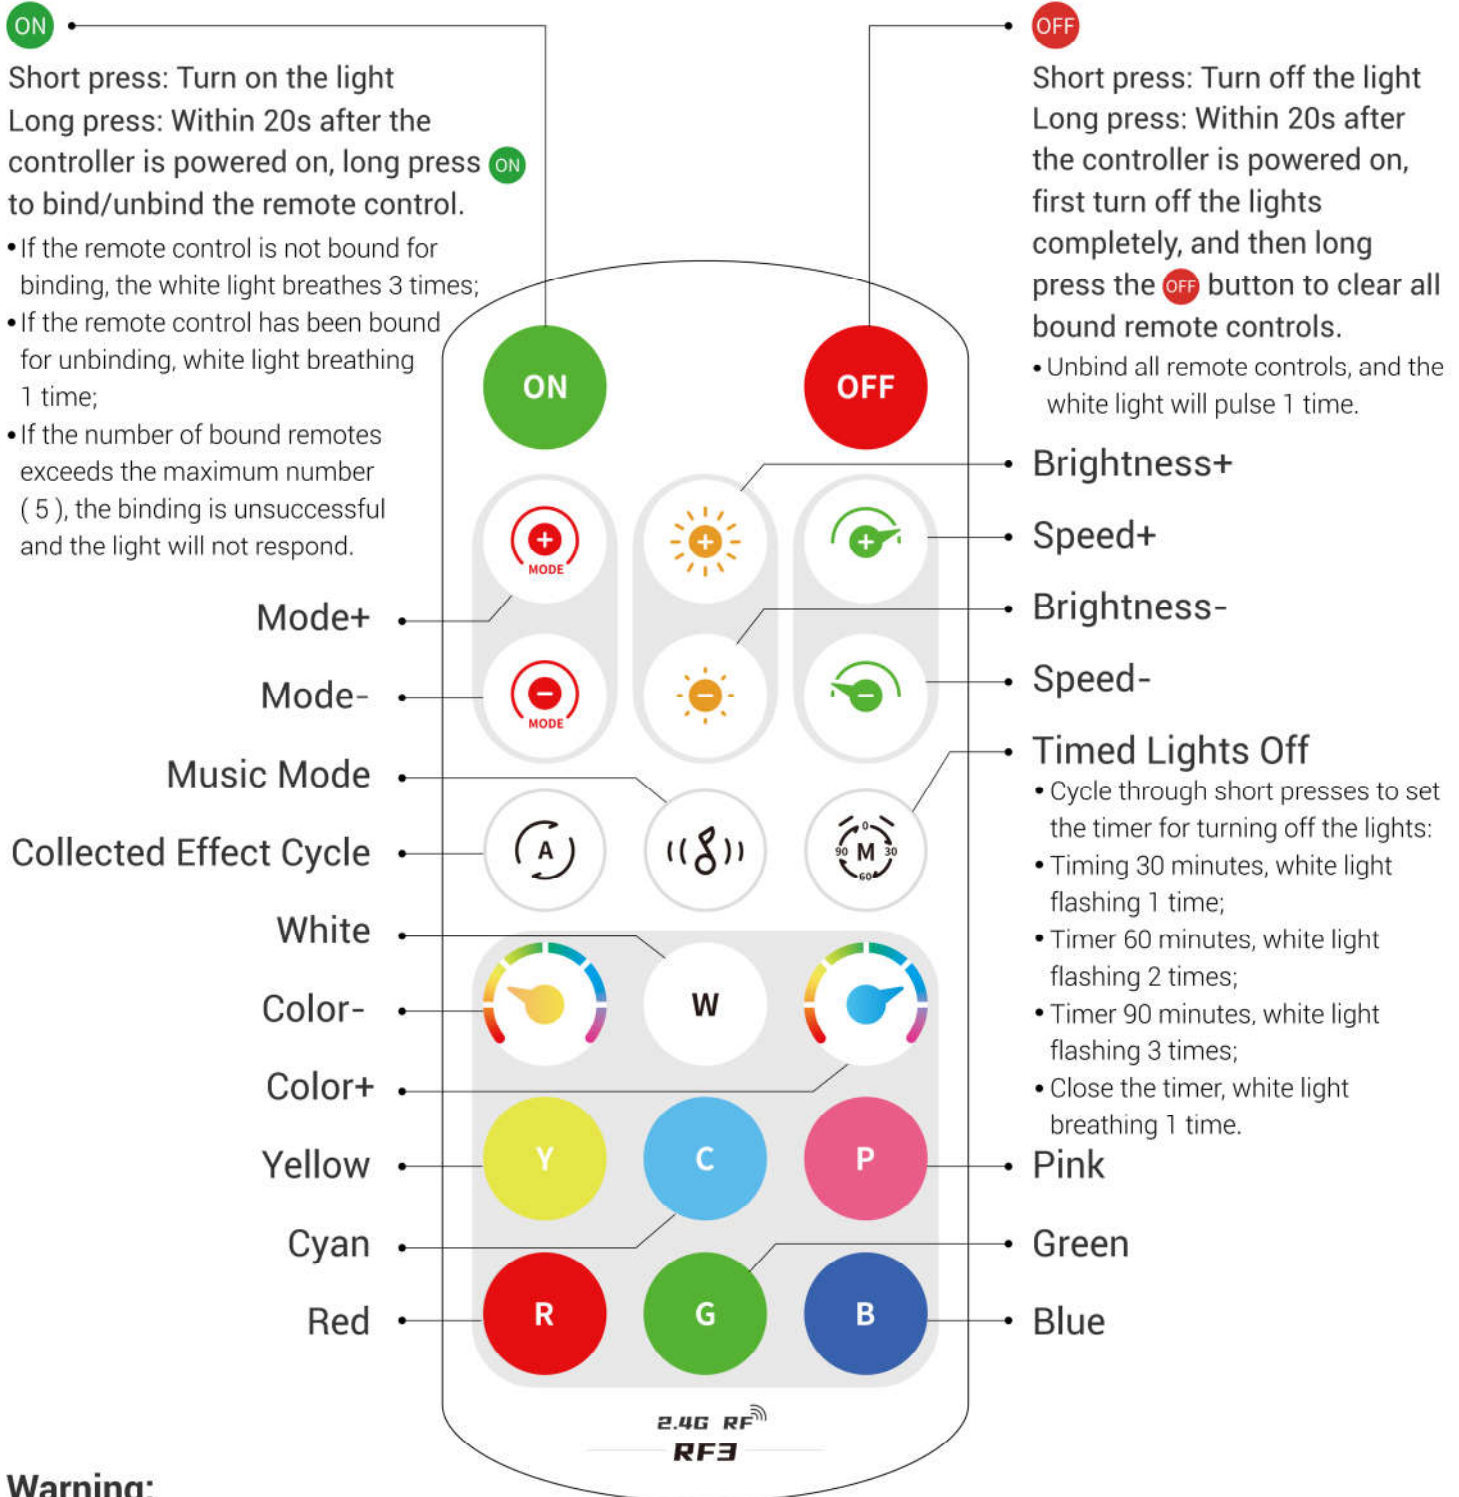 ON
Short press: Turn on the light
Long press: Within 20s after the
controller is powered on, long press ON
to bind/unbind the remote control.
•If the remote control is not bound for
binding, the white light breathes 3 times;
•If the remote control has been bound
for unbinding, white light breathing
1 time;
•If the number of bound remotes
exceeds the maximum number
( 5 ), the binding is unsuccessful
and the light will not respond.
Mode+
Mode-
Music Mode
Collected Effect Cycle
White
Color-
Color+
Yellow
Cyan
Red
ON
OFF
+
MODE
+
+
−
MODE
−
−
A
0
90 M 30
60
W
Y
C
P
R
G
B
2.4G RF
RF3
OFF
Short press: Turn off the light
Long press: Within 20s after
the controller is powered on,
first turn off the lights
completely, and then long
press the OFF button to clear all
bound remote controls.
• Unbind all remote controls, and the
white light will pulse 1 time.
Brightness+
Speed+
Brightness-
Speed-
Timed Lights Off
• Cycle through short presses to set
the timer for turning off the lights:
• Timing 30 minutes, white light
flashing 1 time;
• Timer 60 minutes, white light
flashing 2 times;
• Timer 90 minutes, white light
flashing 3 times;
• Close the timer, white light
breathing 1 time.
Pink
Green
Blue
Warning: